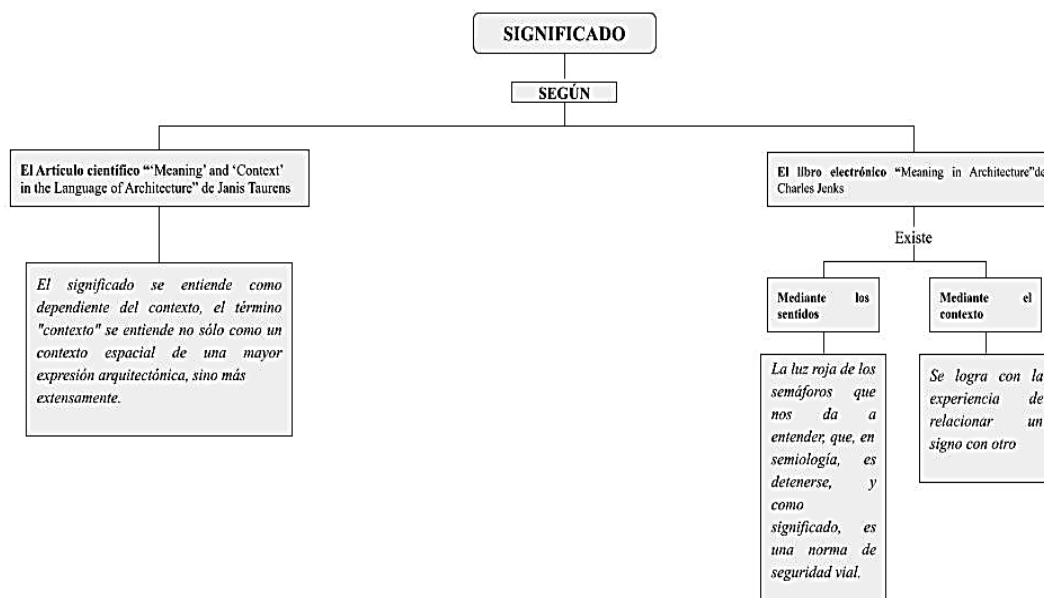 SIGNIFICADO
SEGÚN
El Artículo científico “‘Meaning’ and ‘Context’
in the Language of Architecture” de Janis Taurens
El significado se entiende como
dependiente del contexto, el término
"contexto" se entiende no sólo como un
contexto espacial de una mayor
expresión arquitectónica, sino más
extensamente.
El libro electrónico “Meaning in Architecture”de
Charles Jenks
Existe
Mediante los
sentidos
La luz roja de los
semáforos que
nos da a
entender, que, en
semiología, es
detenerse, y
como
significado, es
una norma de
seguridad vial.
Mediante el
contexto
Se logra con la
experiencia de
relacionar un
signo con otro